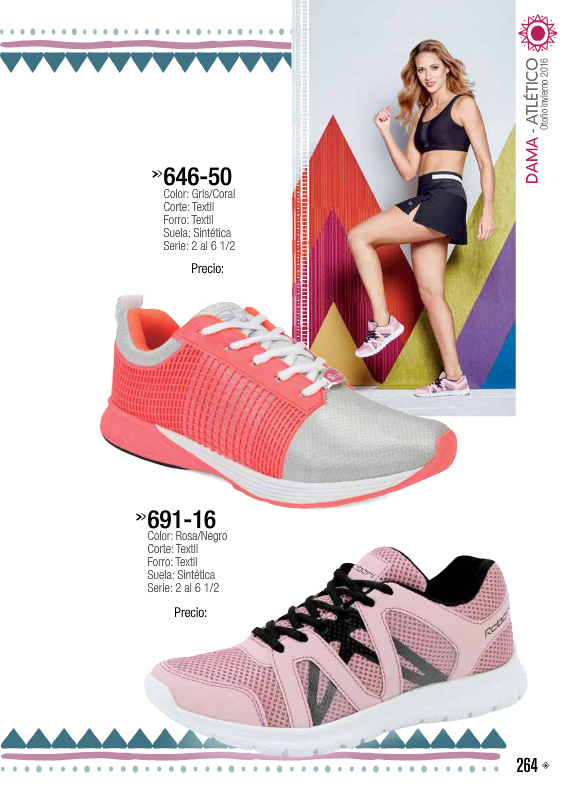 DAMA - ATLÉTICO
Otoño Invierno 2016
646-50
Color: Gris/Coral
Corte: Textil
Forro: Textil
Suela: Sintética
Serie: 2 al 6 1/2
Precio:
691-16
Color: Rosa/Negro
Corte: Textil
Forro: Textil
Suela: Sintética
Serie: 2 al 6 1/2
Precio:
264